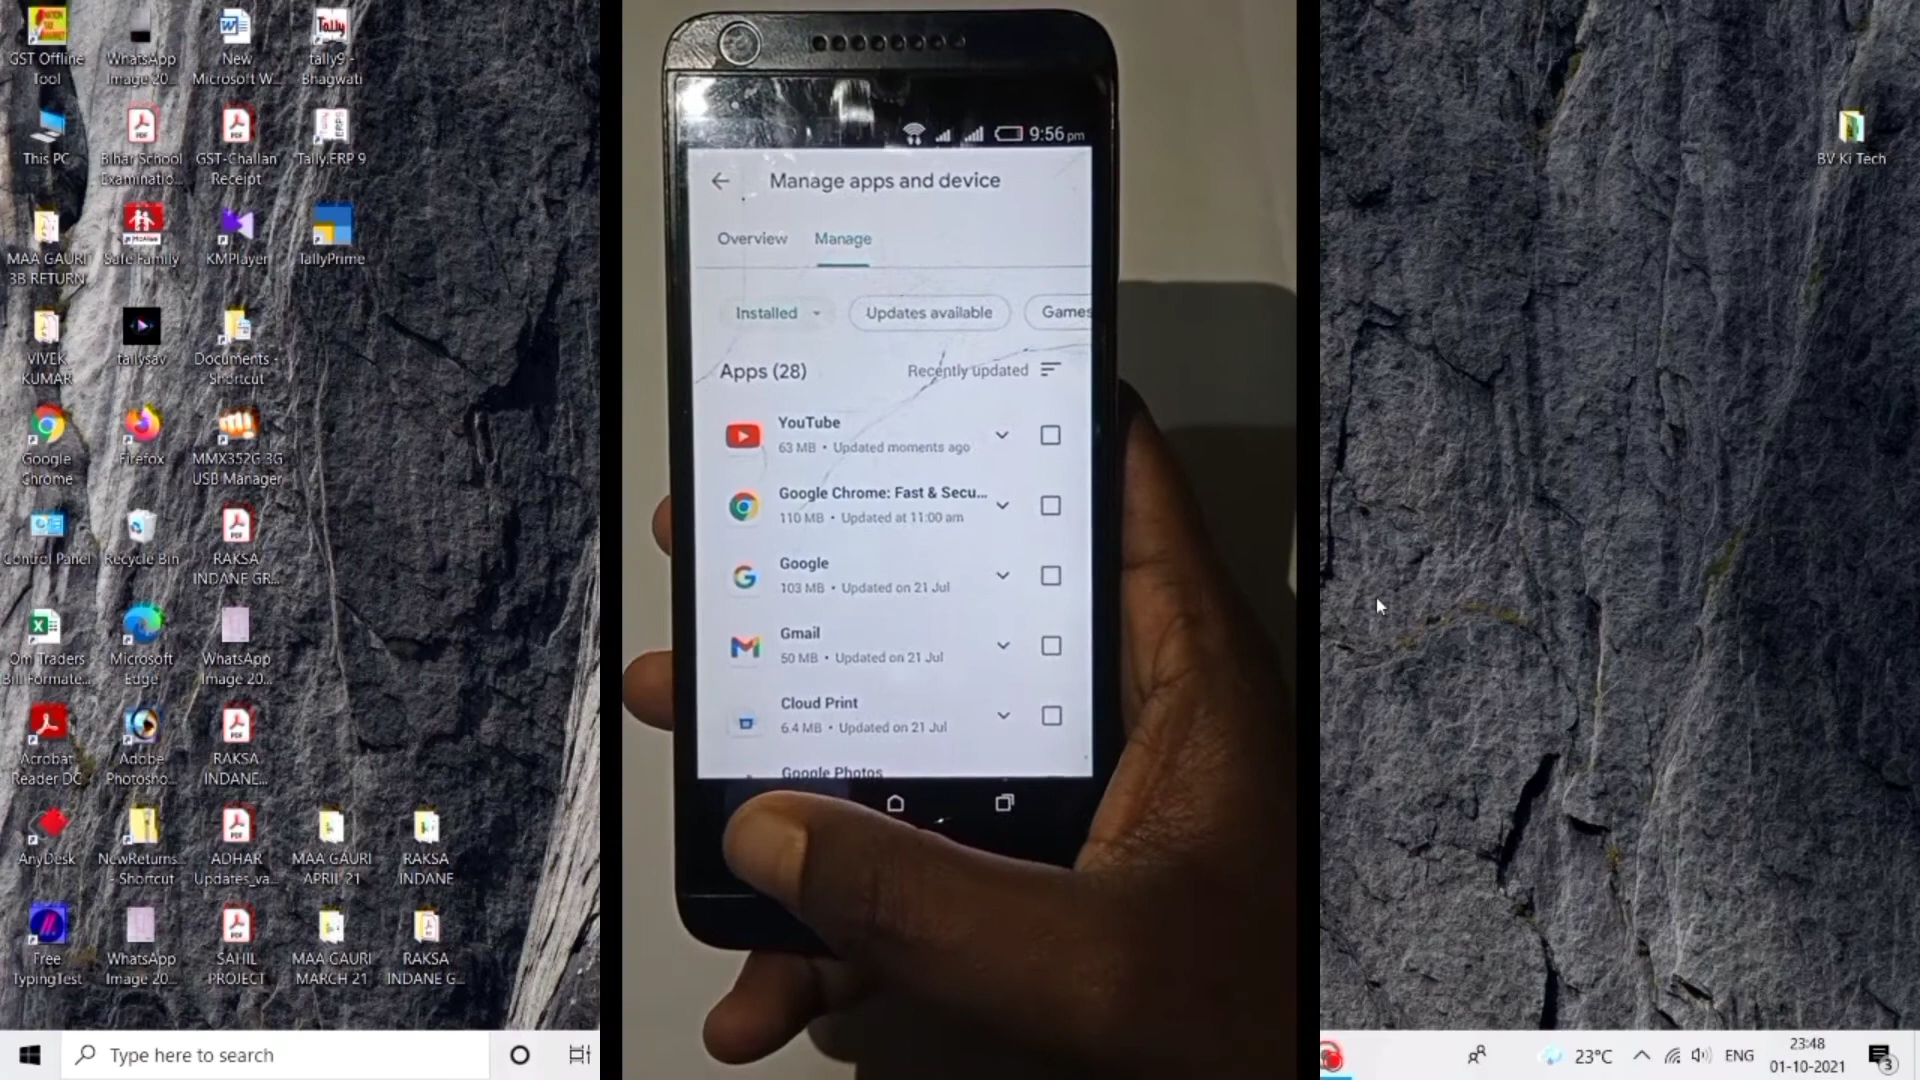 GST Offline
Tool
WhatsApp
Image 20...
New
Microsoft W...
Tally
tally9 -
Bhagwati
This PC
Bihar School
Examinatio...
GST-Challan
Receipt
Tally.ERP 9
MAA GAURI
3B RETURN
Safe Family
KMPlayer
TallyPrime
VIVEK
KUMAR
tallysav
Documents -
Shortcut
Google
Chrome
Firefox
MMX352G 3G
USB Manager
Control Panel
Recycle Bin
PDF
RAKSA
INDANE GR...
Om Traders
Bill Formate...
Microsoft
Edge
WhatsApp
Image 20...
Acrobat
Reader DC
Adobe
Photosho...
PDF
RAKSA
INDANE...
AnyDesk
NewReturns...
- Shortcut
PDF
ADHAR
Updates_va...
MAA GAURI
APRIL 21
RAKSA
INDANE
Free
TypingTest
WhatsApp
Image 20...
PDF
SAHIL
PROJECT
MAA GAURI
MARCH 21
RAKSA
INDANE G...
Type here to search
9:56 pm
Manage apps and device
Overview Manage
Installed Updates available Games
Apps (28) Recently updated
YouTube
63 MB • Updated moments ago
Google Chrome: Fast & Secu...
110 MB • Updated at 11:00 am
Google
103 MB • Updated on 21 Jul
Gmail
50 MB • Updated on 21 Jul
Cloud Print
6.4 MB • Updated on 21 Jul
Google Photos
BV Ki Tech
23°C ENG
23:48
01-10-2021
3